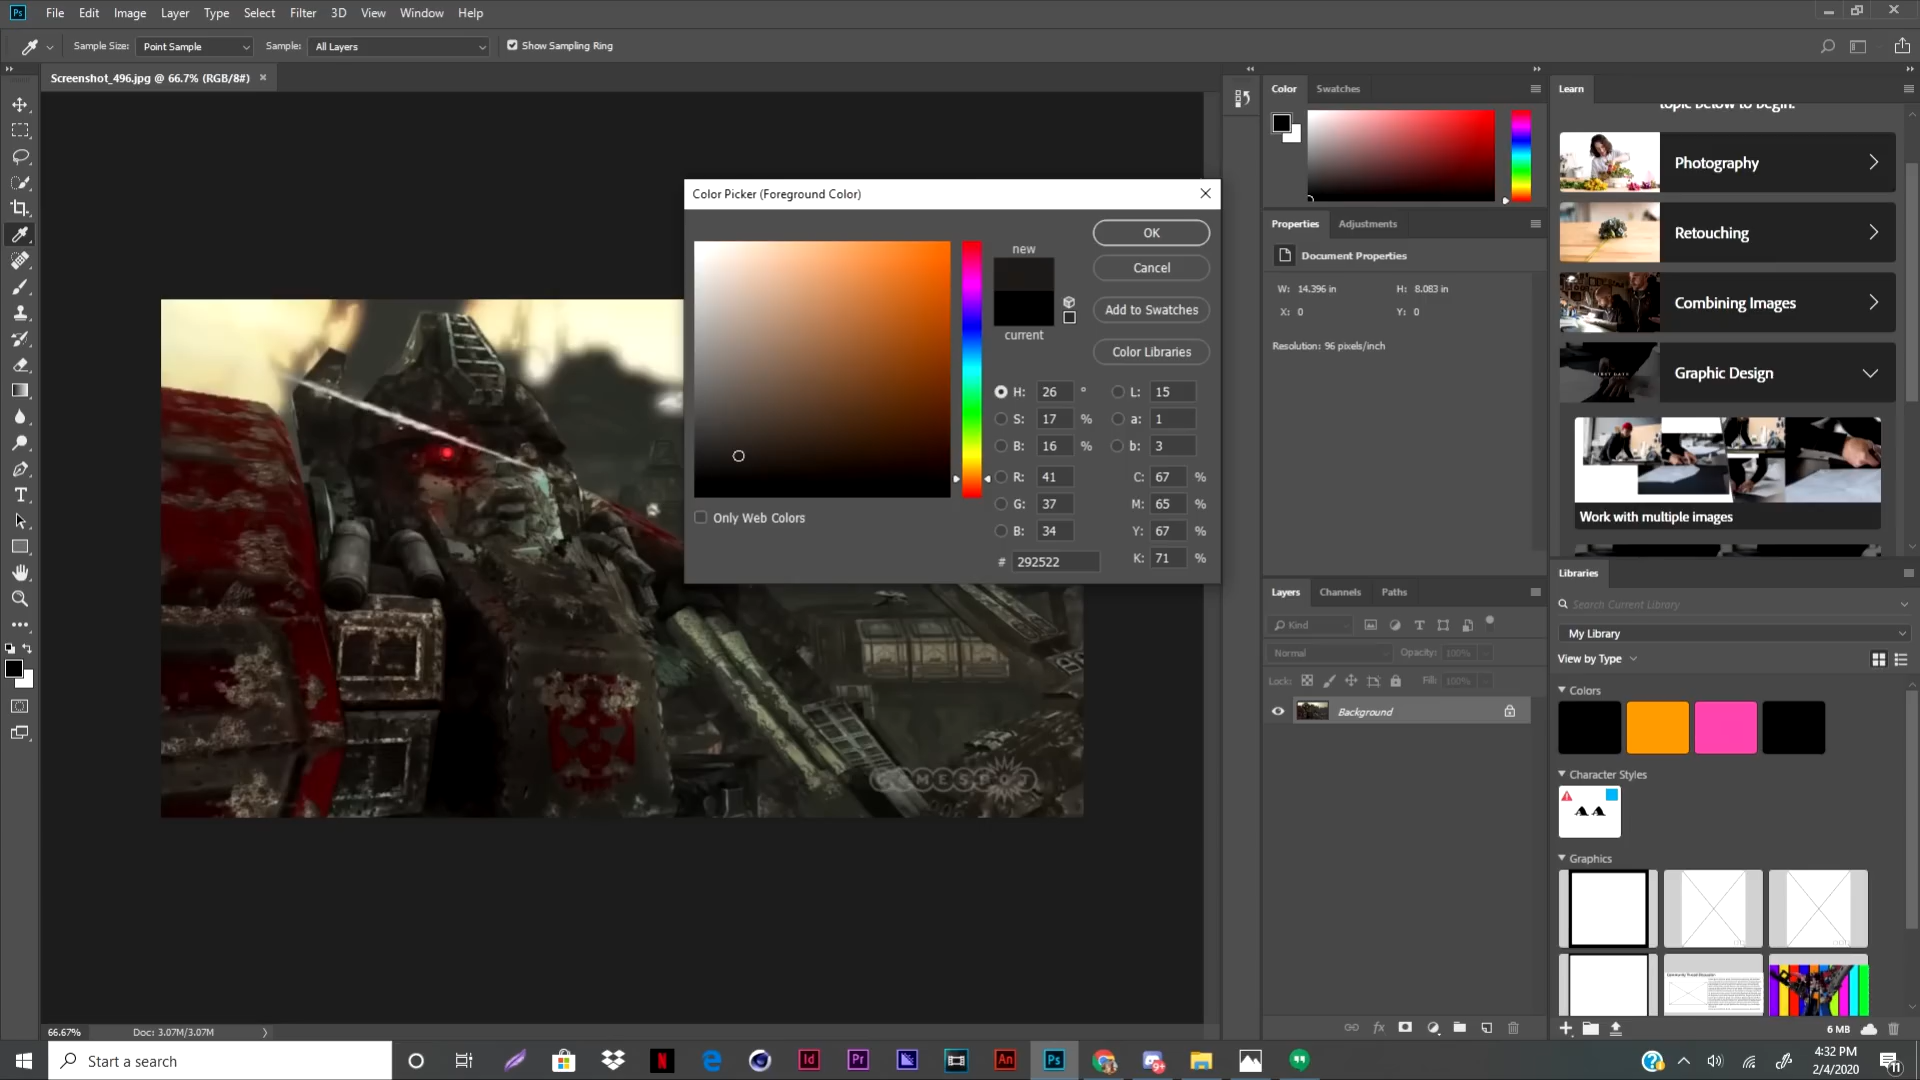 Ps File Edit Image Layer Type Select Filter 3D View Window Help
Sample Size: Point Sample Sample: All Layers Show Sampling Ring
Screenshot_496.jpg @ 66.7% (RGB/8#) ×
Color Swatches
Learn
topic below to begin.
Photography
Retouching
Combining Images
Graphic Design
Work with multiple images
Color Picker (Foreground Color)
new
current
OK
Cancel
Add to Swatches
Color Libraries
H: 26 ° L: 15
S: 17 % a: 1
B: 16 % b: 3
R: 41 C: 67 %
G: 37 M: 65 %
B: 34 Y: 67 %
# 292522 K: 71 %
Only Web Colors
Properties Adjustments
Document Properties
W: 14.396 in H: 8.083 in
X: 0 Y: 0
Resolution: 96 pixels/inch
Layers Channels Paths
Kind
Normal Opacity: 100%
Lock: Fill: 100%
Background
Libraries
Search Current Library
My Library
View by Type
Colors
Character Styles
Graphics
6 MB
GAMESPOT
66.67% Doc: 3.07M/3.07M
Start a search
Id Pr An Ps
4:32 PM
2/4/2020
11